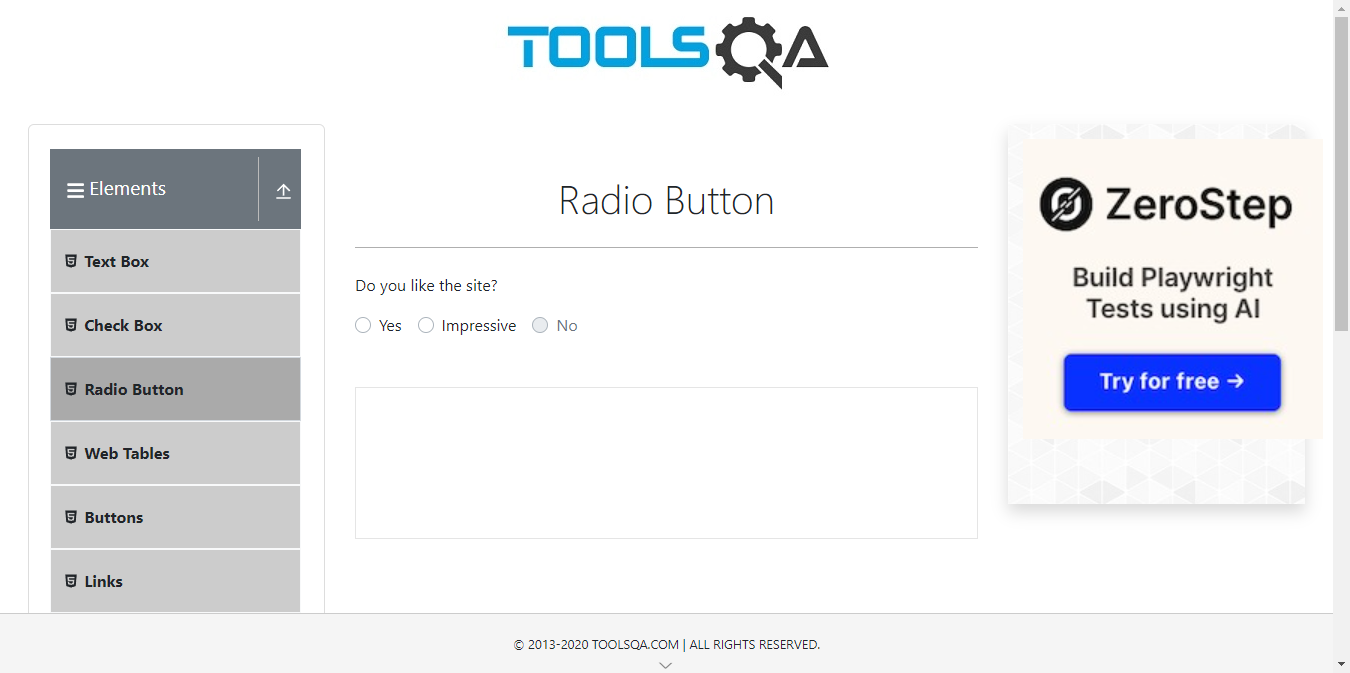 TOOLSQA
Elements
Text Box
Check Box
Radio Button
Web Tables
Buttons
Links
Radio Button
Do you like the site?
Yes Impressive No
ZeroStep
Build Playwright
Tests using AI
Try for free →
© 2013-2020 TOOLSQA.COM | ALL RIGHTS RESERVED.